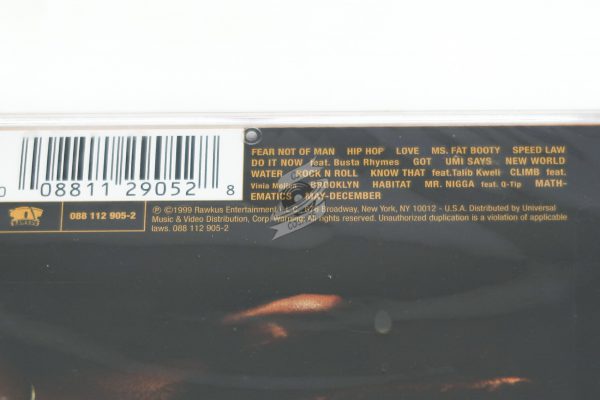 FEAR NOT OF MAN HIP HOP LOVE MS. FAT BOOTY SPEED LAW
DO IT NOW feat. Busta Rhymes GOT UMI SAYS NEW WORLD
WATER ROCK N ROLL KNOW THAT feat.Talib Kweli CLIMB feat.
Vinia BROOKLYN HABITAT MR. NIGGA feat. Q-Tip MATH-
EMATICS MAY-DECEMBER
0 08811 29052 8
088 112 905-2
℗©1999 Rawkus Entertainment LLC, 676 Broadway, New York, NY 10012 - U.S.A. Distributed by Universal
Music & Video Distribution, Corp. Warning: All rights reserved. Unauthorized duplication is a violation of applicable
laws. 088 112 905-2